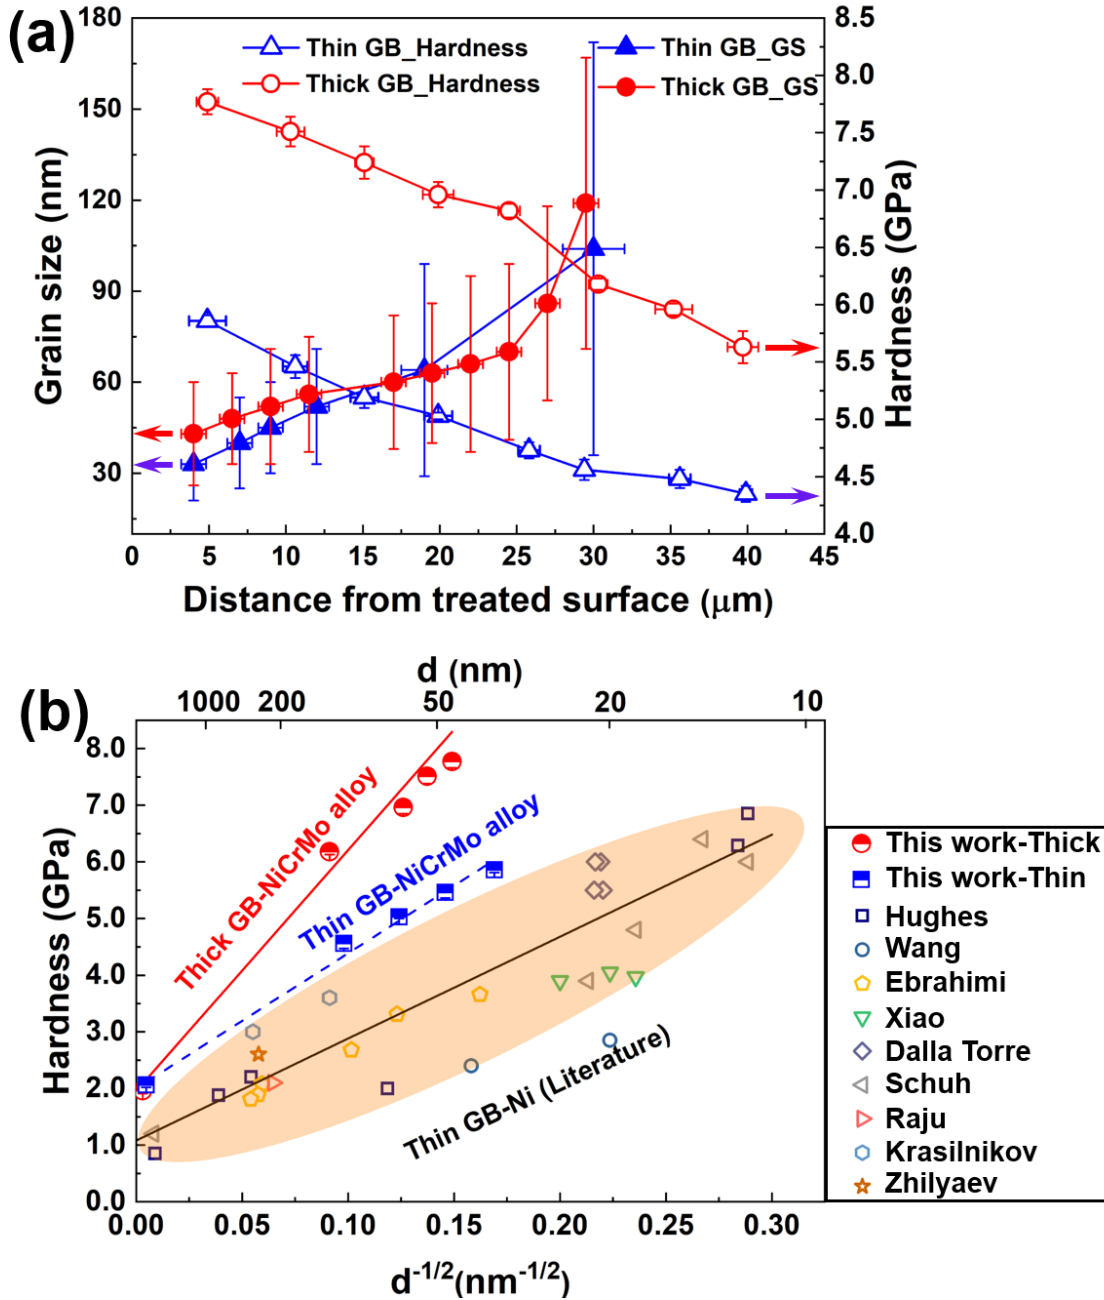 (a)
180
150
120
90
60
30
Grain size (nm)
Thin GB_Hardness
Thick GB_Hardness
Thin GB_GS
Thick GB_GS
8.5
8.0
7.5
7.0
6.5
6.0
5.5
5.0
4.5
4.0
Hardness (GPa)
0 5 10 15 20 25 30 35 40 45
Distance from treated surface (μm)
(b)
d (nm)
1000 200 50 20 10
8.0
7.0
6.0
5.0
4.0
3.0
2.0
1.0
0.0
Hardness (GPa)
Thick GB-NiCrMo alloy
Thin GB-NiCrMo alloy
Thin GB-Ni (Literature)
This work-Thick
This work-Thin
Hughes
Wang
Ebrahimi
Xiao
Dalla Torre
Schuh
Raju
Krasilnikov
Zhilyaev
0.00 0.05 0.10 0.15 0.20 0.25 0.30
d-1/2(nm-1/2)